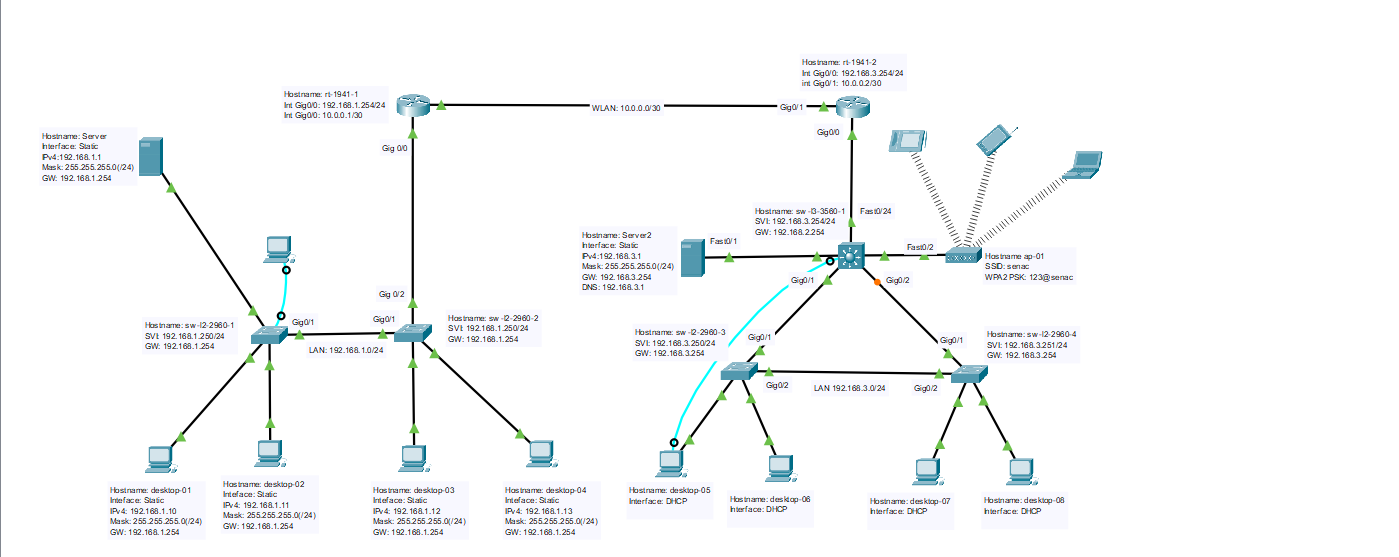 Hostname: rt-1941-2
Int Gig0/0: 192.168.3.254/24
int Gig0/1: 10.0.0.2/30
Hostname: rt-1941-1
Int Gig0/0: 192.168.1.254/24
Int Gig0/0: 10.0.0.1/30
WLAN: 10.0.0.0/30
Gig0/1
Gig 0/0
Gig0/0
Hostname: Server
Interface: Static
IPv4:192.168.1.1
Mask: 255.255.255.0(/24)
GW: 192.168.1.254
Hostname: sw-l3-3560-1
SVI: 192.168.3.254/24
GW: 192.168.2.254
Fast0/24
Hostname: Server2
Interface: Static
IPv4:192.168.3.1
Mask: 255.255.255.0(/24)
GW: 192.168.3.254
DNS: 192.168.3.1
Fast0/1
Fast0/2
Hostname ap-01
SSID: senac
WPA2 PSK: 123@senac
Gig0/1
Gig0/2
Gig 0/2
Gig0/1
Gig0/1
Hostname: sw-l2-2960-1
SVI: 192.168.1.250/24
GW: 192.168.1.254
LAN: 192.168.1.0/24
Hostname: sw-l2-2960-2
SVI: 192.168.1.250/24
GW: 192.168.1.254
Hostname: sw-l2-2960-3
SVI: 192.168.3.250/24
GW: 192.168.3.254
Gig0/1
Gig0/2
LAN 192.168.3.0/24
Gig0/1
Gig0/2
Hostname: sw-l2-2960-4
SVI: 192.168.3.251/24
GW: 192.168.3.254
Hostname: desktop-01
Inteface: Static
IPv4: 192.168.1.10
Mask: 255.255.255.0(/24)
GW: 192.168.1.254
Hostname: desktop-02
Inteface: Static
IPv4: 192.168.1.11
Mask: 255.255.255.0(/24)
GW: 192.168.1.254
Hostname: desktop-03
Inteface: Static
IPv4: 192.168.1.12
Mask: 255.255.255.0(/24)
GW: 192.168.1.254
Hostname: desktop-04
Inteface: Static
IPv4: 192.168.1.13
Mask: 255.255.255.0(/24)
GW: 192.168.1.254
Hostname: desktop-05
Interface: DHCP
Hostname: desktop-06
Interface: DHCP
Hostname: desktop-07
Interface: DHCP
Hostname: desktop-08
Interface: DHCP